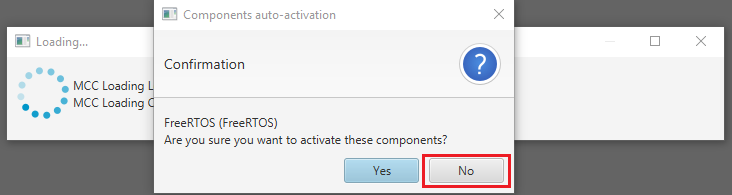 Components auto-activation
Loading...
Confirmation
?
MCC Loading
MCC Loading
FreeRTOS (FreeRTOS)
Are you sure you want to activate these components?
Yes
No